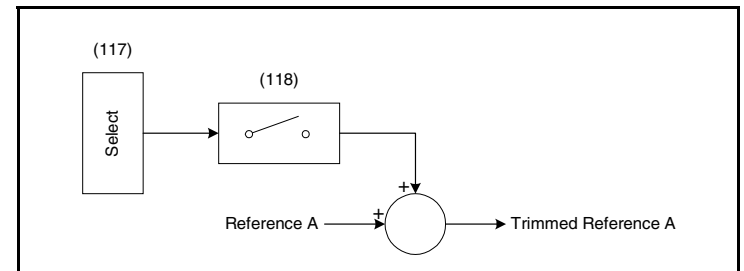 (117)
(118)
Select
+
+
Reference A
Trimmed Reference A